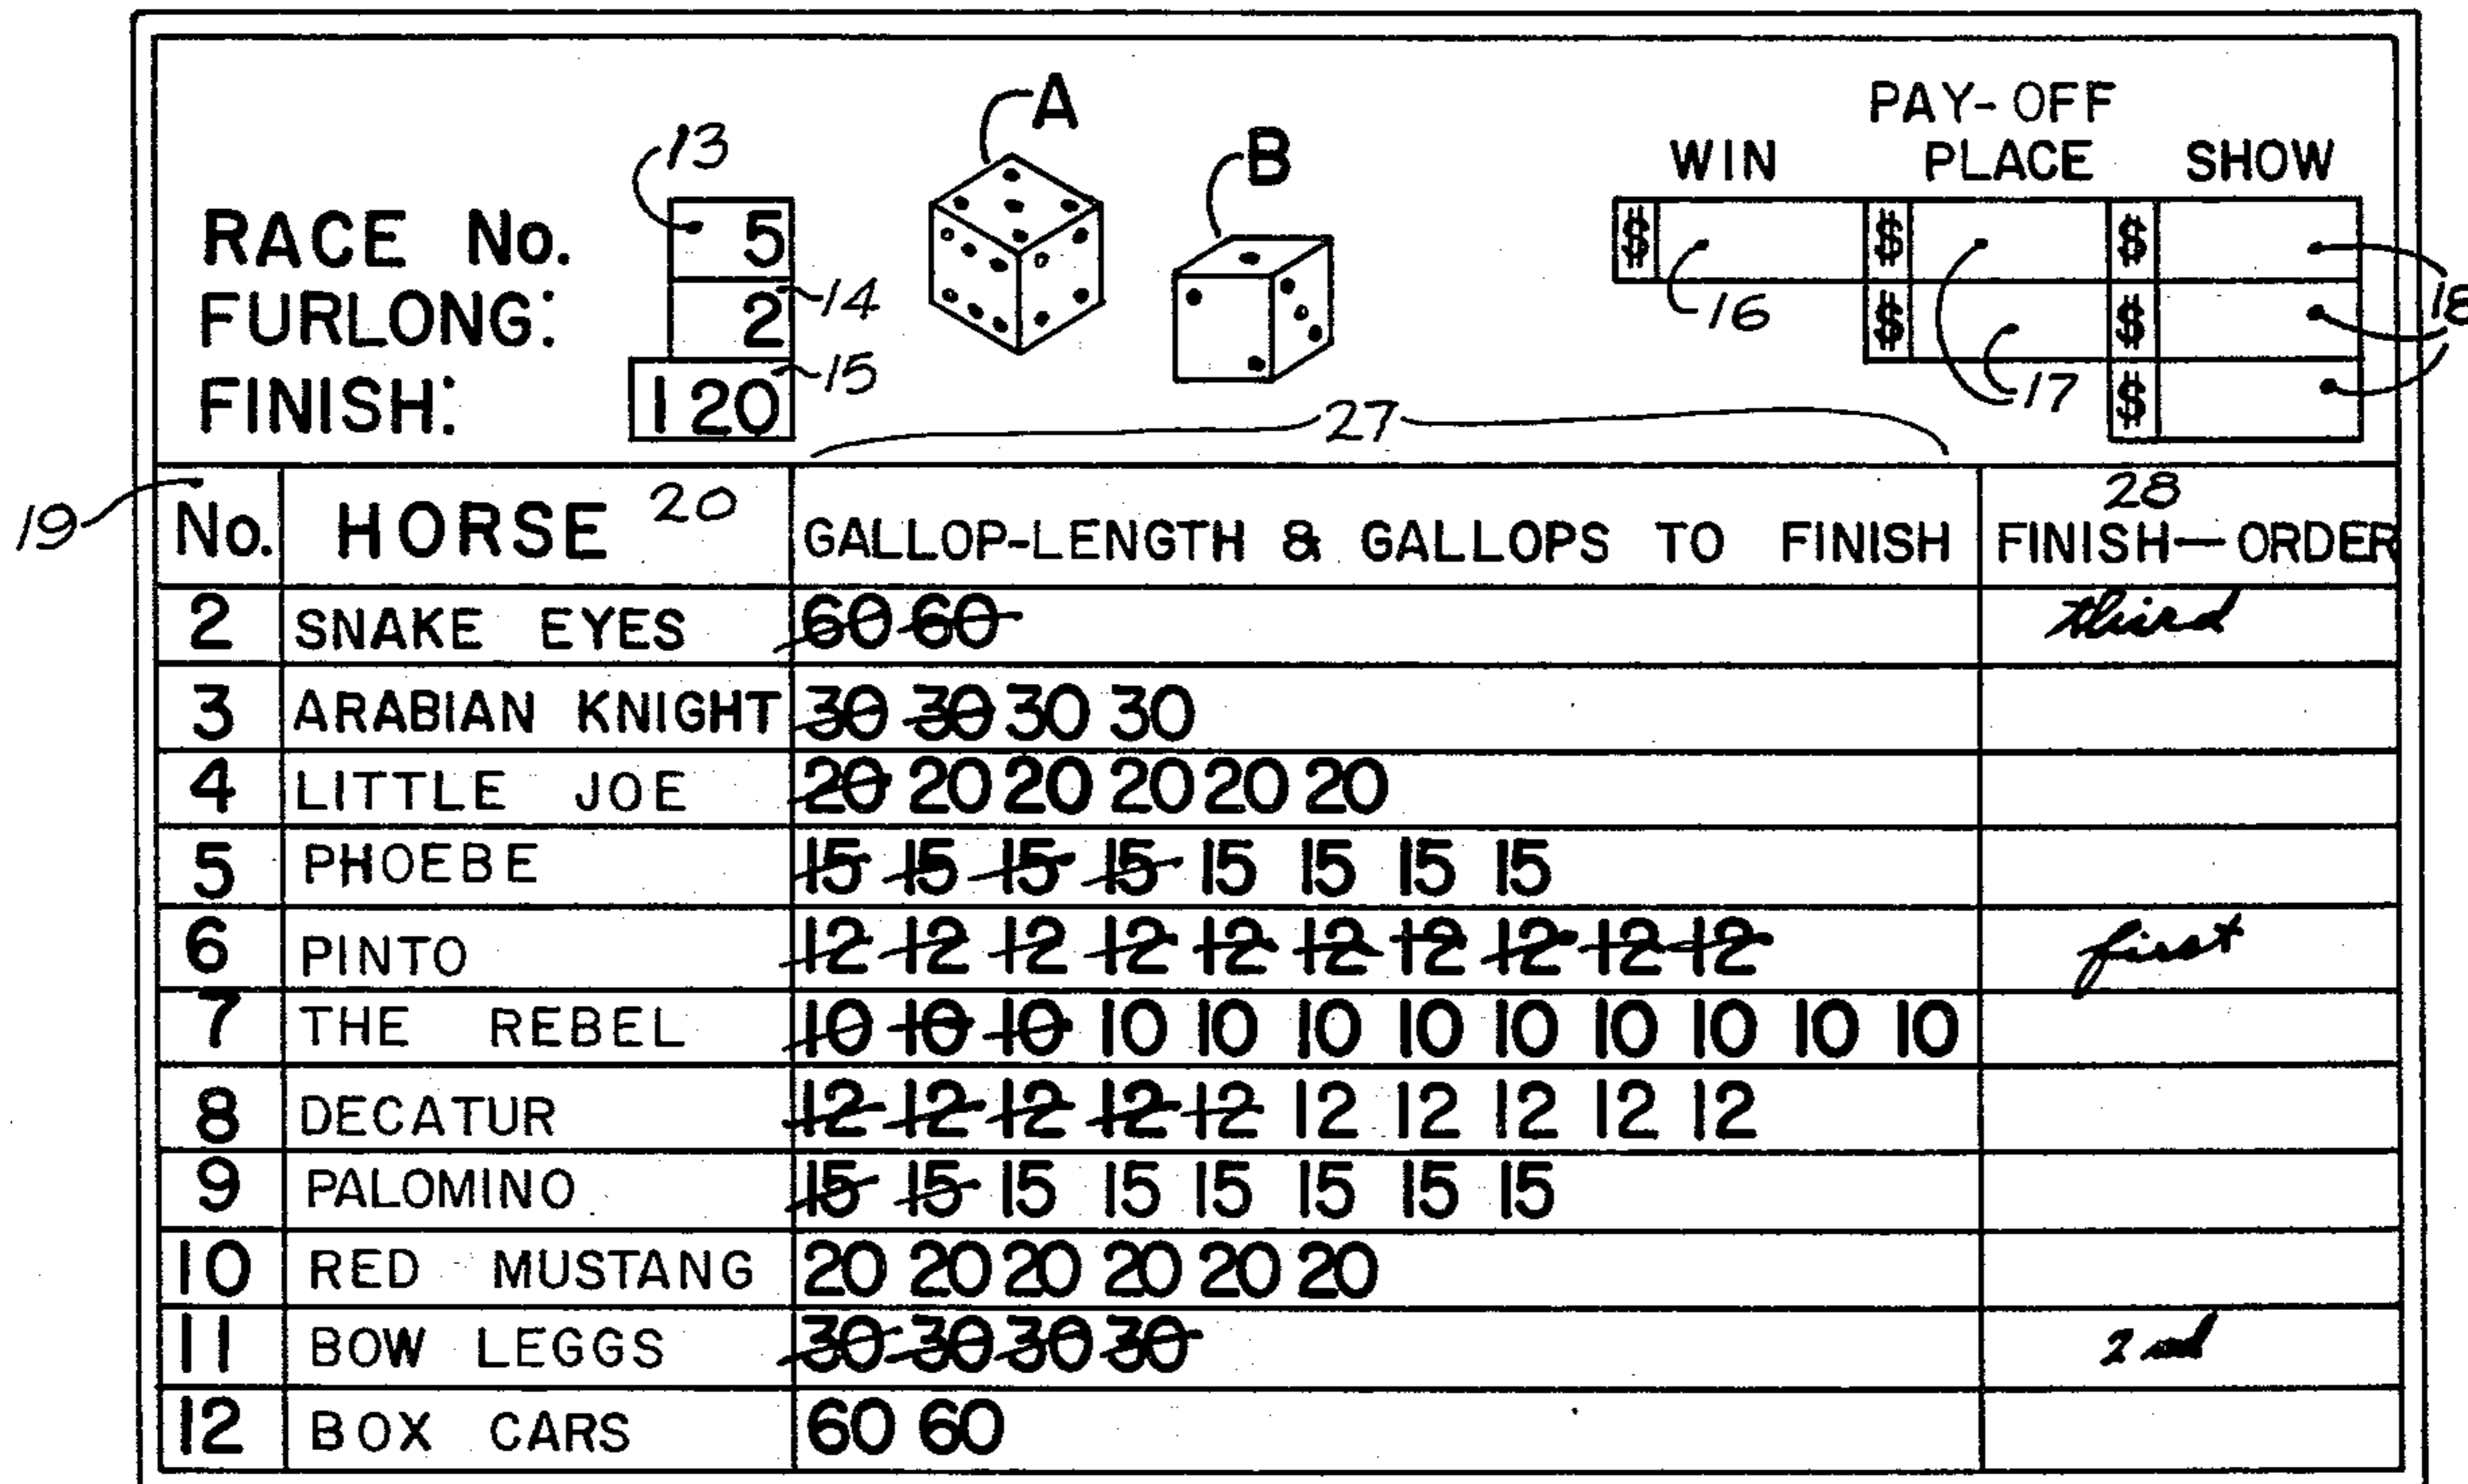 A
B
13
PAY-OFF
WIN PLACE SHOW
RACE No. 5
$ $ $
FURLONG: 2 14
$ $
16 18
FINISH: 120 15
$
17
27
19
No. HORSE 20 GALLOP-LENGTH & GALLOPS TO FINISH 28 FINISH—ORDER
2 SNAKE EYES 60 60 third
3 ARABIAN KNIGHT 30 30 30 30
4 LITTLE JOE 20 20 20 20 20 20
5 PHOEBE 15 15 15 15 15 15 15 15
6 PINTO 12 12 12 12 12 12 12 12 12 12 first
7 THE REBEL 10 10 10 10 10 10 10 10 10 10 10 10
8 DECATUR 12 12 12 12 12 12 12 12 12 12
9 PALOMINO 15 15 15 15 15 15 15 15
10 RED MUSTANG 20 20 20 20 20 20
11 BOW LEGGS 30 30 30 30 2nd
12 BOX CARS 60 60